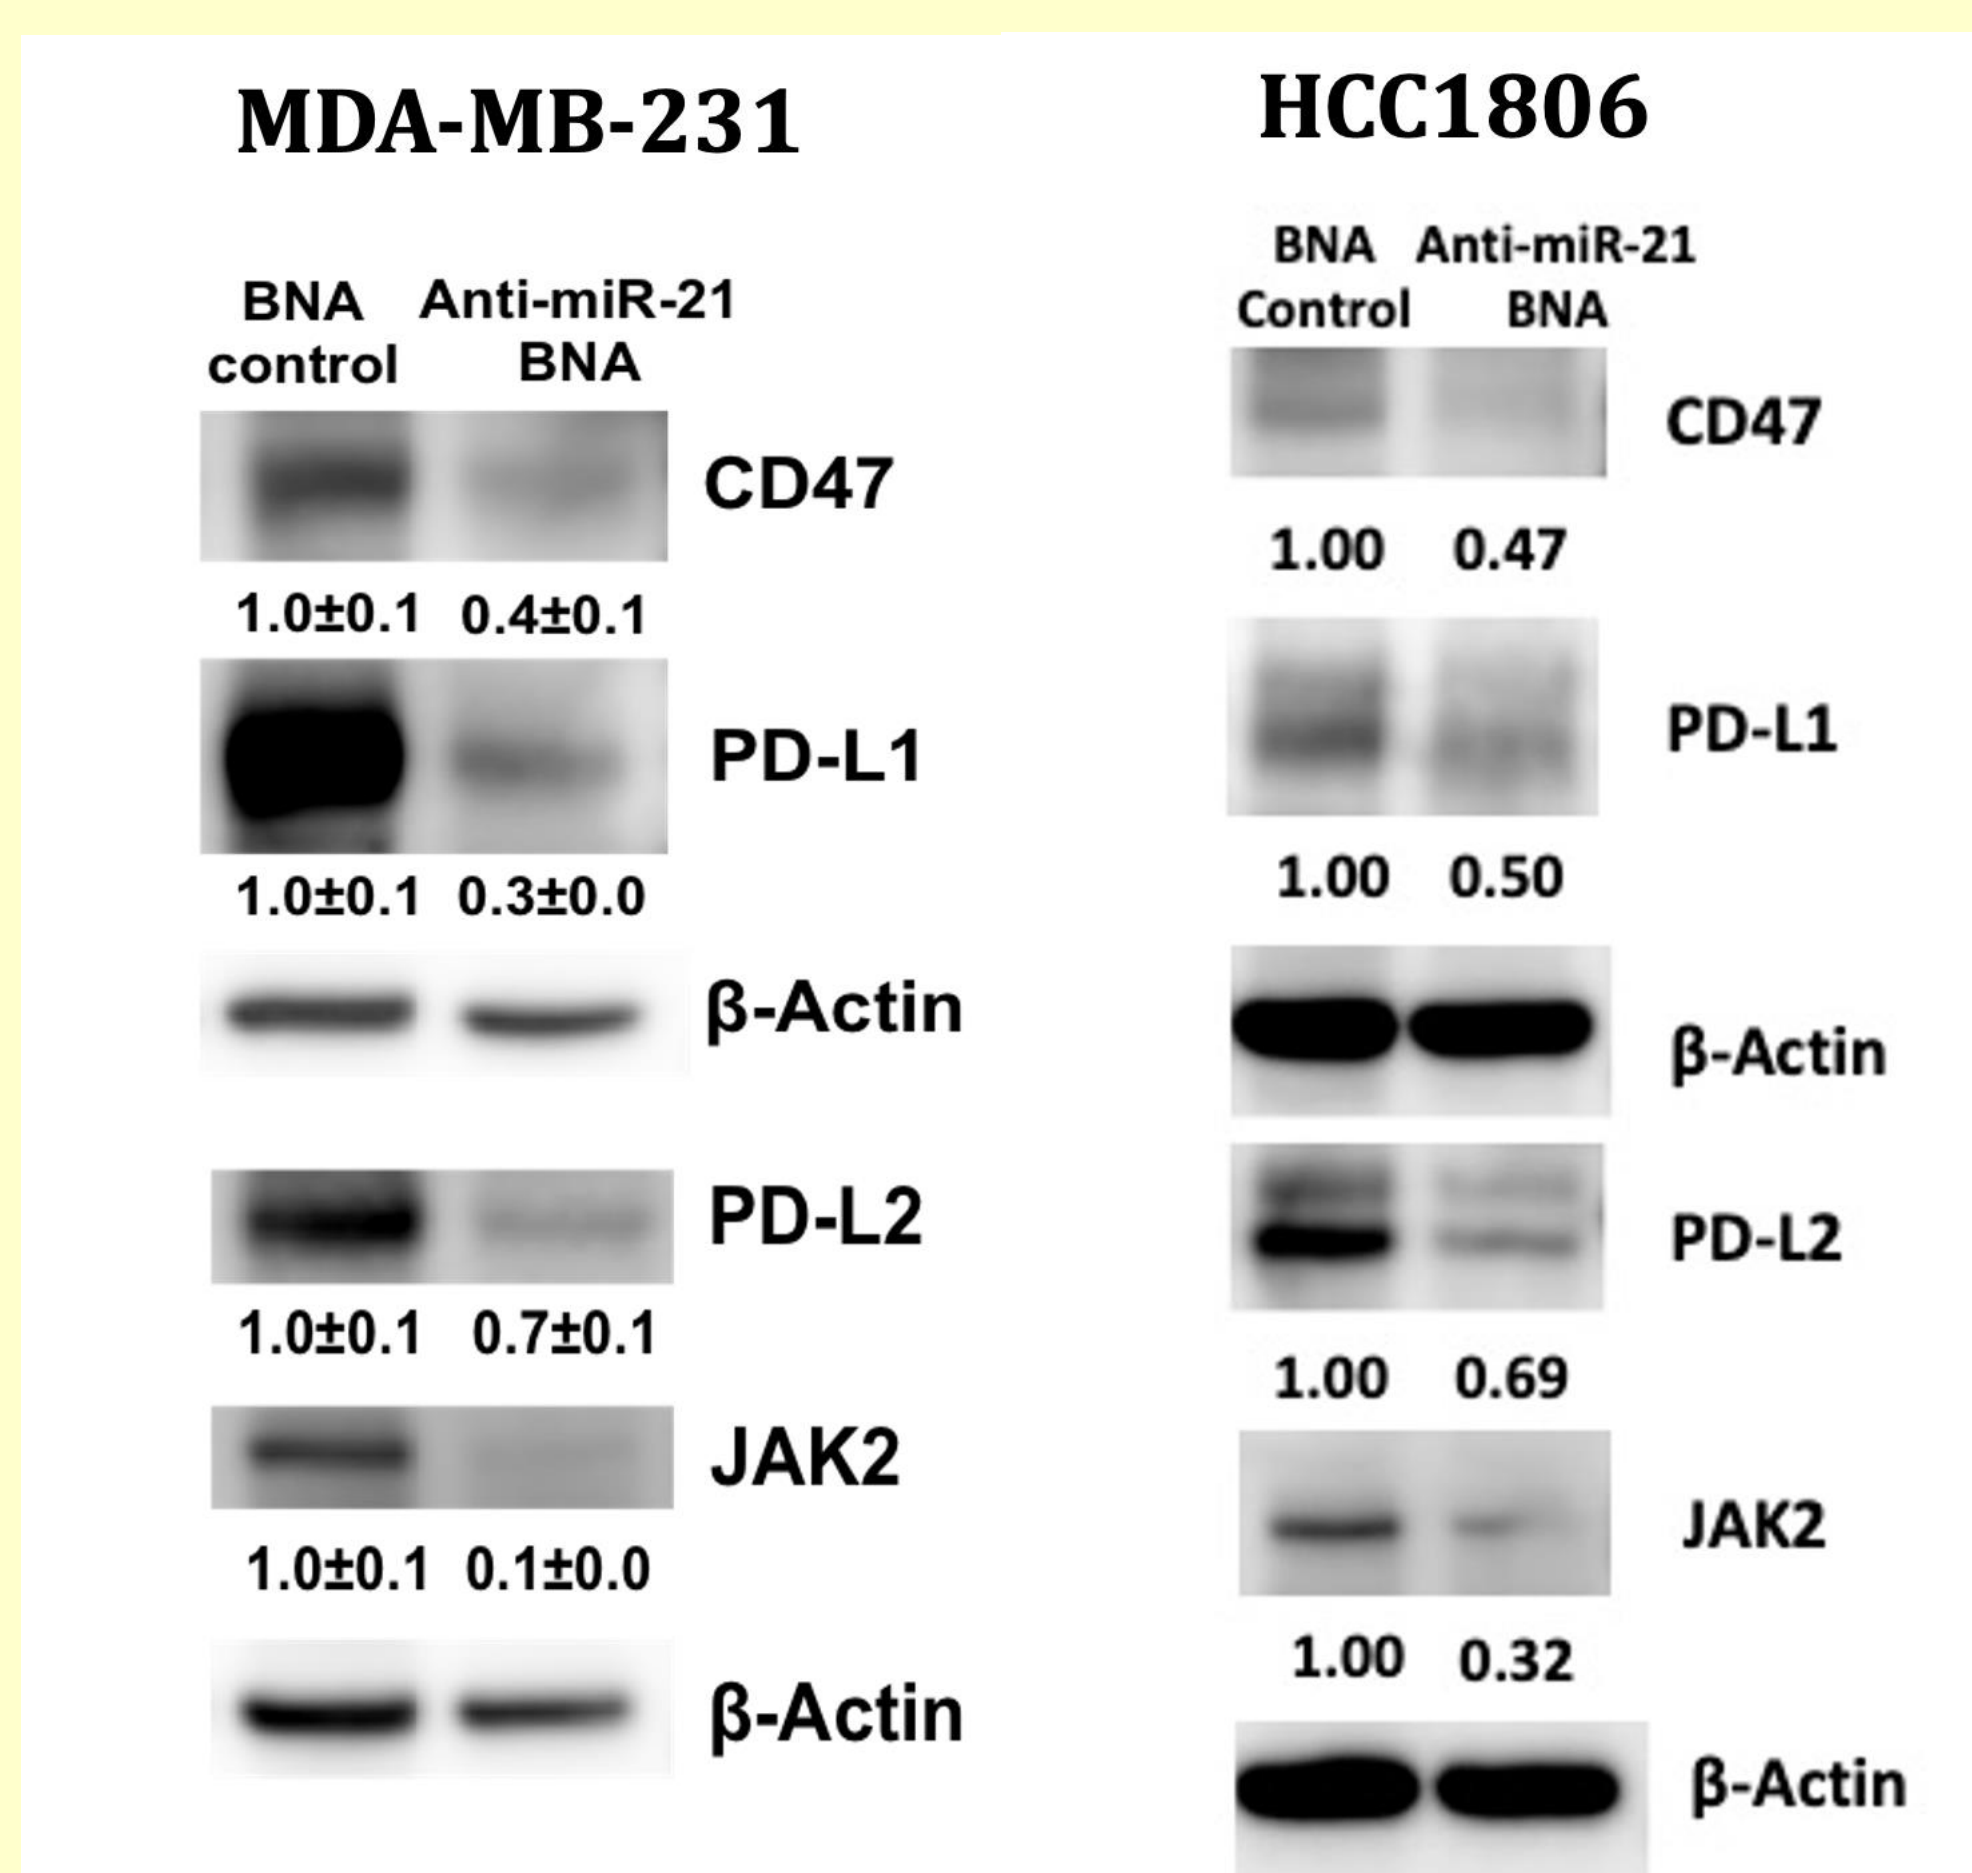 MDA-MB-231
BNA Anti-miR-21
control BNA
CD47
1.0±0.1 0.4±0.1
PD-L1
1.0±0.1 0.3±0.0
β-Actin
PD-L2
1.0±0.1 0.7±0.1
JAK2
1.0±0.1 0.1±0.0
β-Actin
HCC1806
BNA Anti-miR-21
Control BNA
CD47
1.00 0.47
PD-L1
1.00 0.50
β-Actin
PD-L2
1.00 0.69
JAK2
1.00 0.32
β-Actin